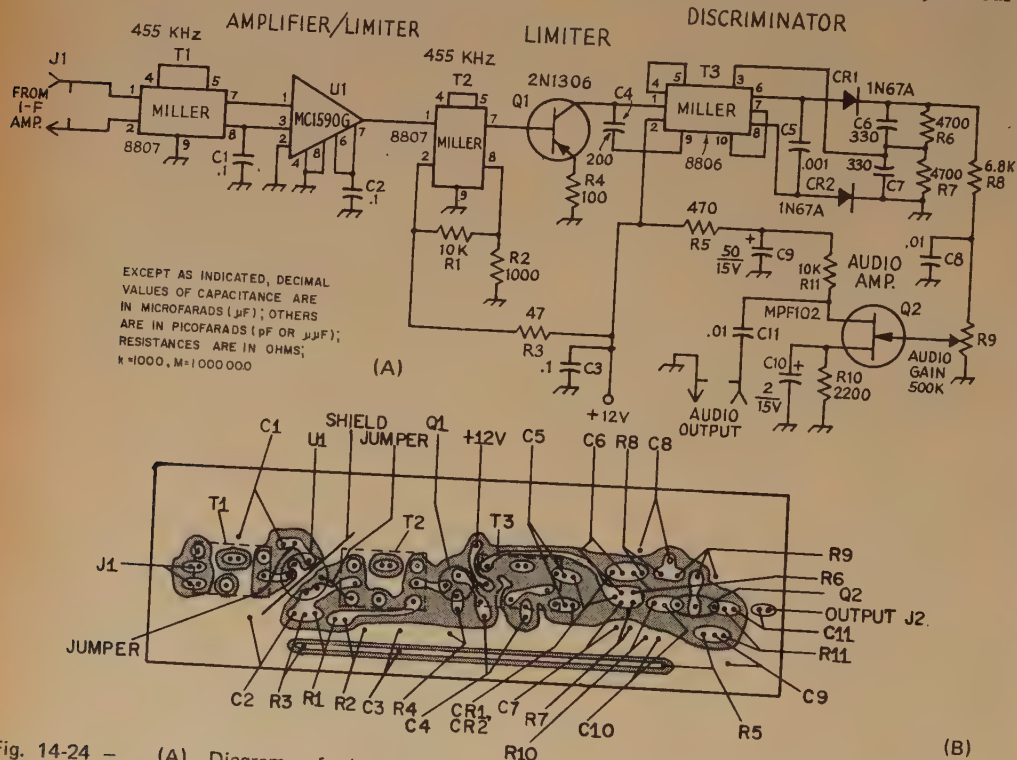 AMPLIFIER/LIMITER
LIMITER
DISCRIMINATOR
455 KHz
T1
J1
FROM
I-F
AMP.
4
5
1
2
MILLER
7
8
9
8807
C1
.1
U1
MC1590G
1
3
2
4
8
6
7
C2
.1
455 KHz
T2
4
5
8807
1
2
MILLER
7
8
9
10K
R1
R2
1000
47
R3
.1
C3
+12V
2N1306
Q1
R4
100
C4
200
T3
4
5
3
1
2
MILLER
6
7
8
9
10
8806
C5
.001
CR1
1N67A
CR2
1N67A
C6
330
330
C7
4700
R6
4700
R7
6.8K
R8
470
R5
50
15V
C9
10K
R11
AUDIO
AMP.
.01
C8
MPF102
Q2
.01
C11
C10
2
15V
R10
2200
AUDIO
GAIN
500K
R9
AUDIO
OUTPUT
EXCEPT AS INDICATED, DECIMAL
VALUES OF CAPACITANCE ARE
IN MICROFARADS (µF); OTHERS
ARE IN PICOFARADS (pF OR µµF);
RESISTANCES ARE IN OHMS;
k =1000, M=1000 000
(A)
C1
U1
SHIELD
JUMPER
Q1
+12V
C5
C6
R8
C8
T1
T2
T3
J1
R9
R6
Q2
OUTPUT J2
C11
R11
JUMPER
C2
R3
R1
R2
C3
R4
C4
CR1,
CR2
C7
R7
R10
C10
R5
C9
(B)
Fig. 14-24 — (A)